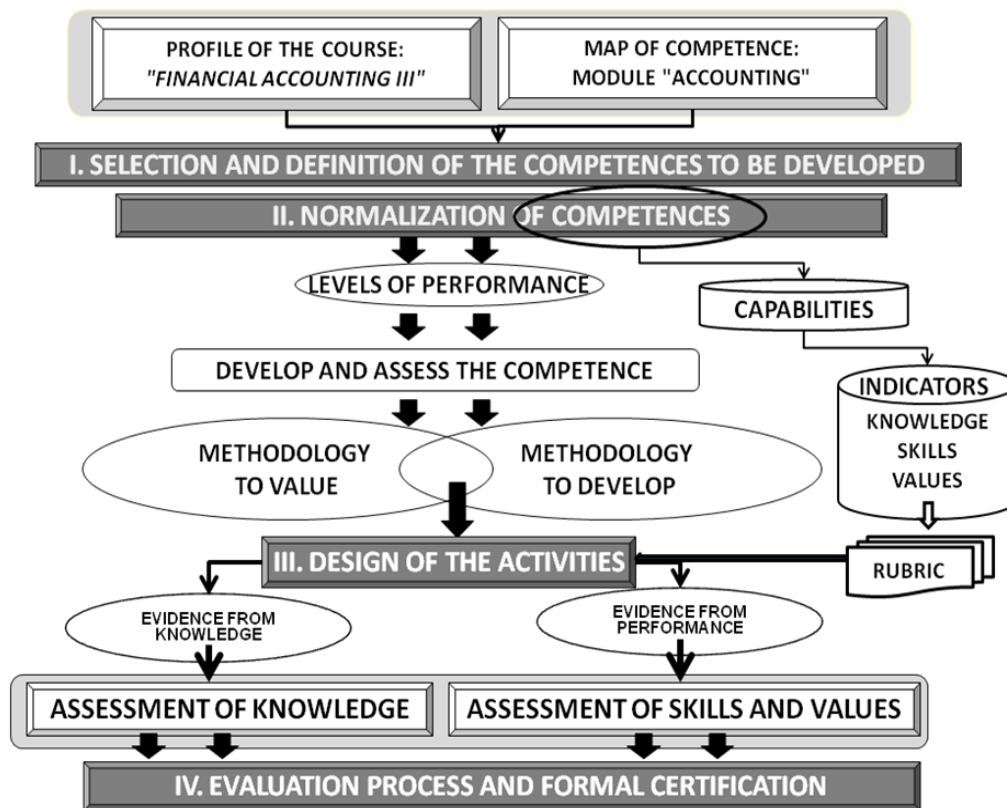 PROFILE OF THE COURSE:
"FINANCIAL ACCOUNTING III"
MAP OF COMPETENCE:
MODULE "ACCOUNTING"
I. SELECTION AND DEFINITION OF THE COMPETENCES TO BE DEVELOPED
II. NORMALIZATION OF COMPETENCES
LEVELS OF PERFORMANCE
CAPABILITIES
DEVELOP AND ASSESS THE COMPETENCE
INDICATORS
KNOWLEDGE
SKILLS
VALUES
METHODOLOGY
TO VALUE
METHODOLOGY
TO DEVELOP
III. DESIGN OF THE ACTIVITIES
RUBRIC
EVIDENCE FROM
KNOWLEDGE
EVIDENCE FROM
PERFORMANCE
ASSESSMENT OF KNOWLEDGE
ASSESSMENT OF SKILLS AND VALUES
IV. EVALUATION PROCESS AND FORMAL CERTIFICATION